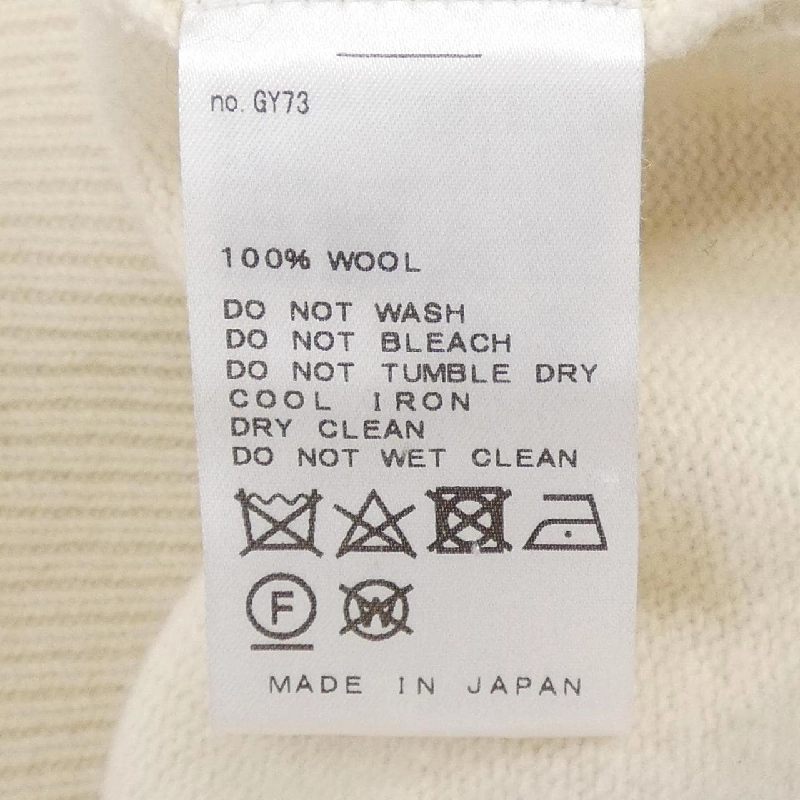 no. GY73
100% WOOL
DO NOT WASH
DO NOT BLEACH
DO NOT TUMBLE DRY
COOL IRON
DRY CLEAN
DO NOT WET CLEAN
F W
MADE IN JAPAN